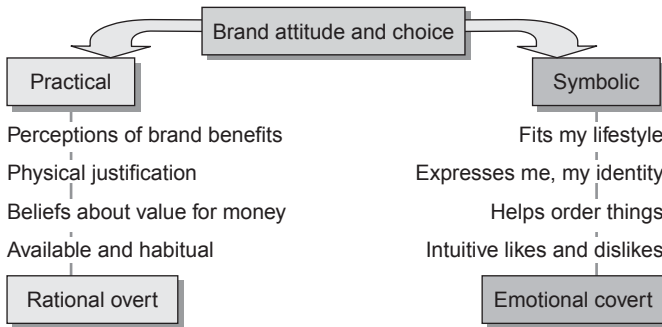 Brand attitude and choice
Practical
Symbolic
Perceptions of brand benefits
Fits my lifestyle
Physical justification
Expresses me, my identity
Beliefs about value for money
Helps order things
Available and habitual
Intuitive likes and dislikes
Rational overt
Emotional covert